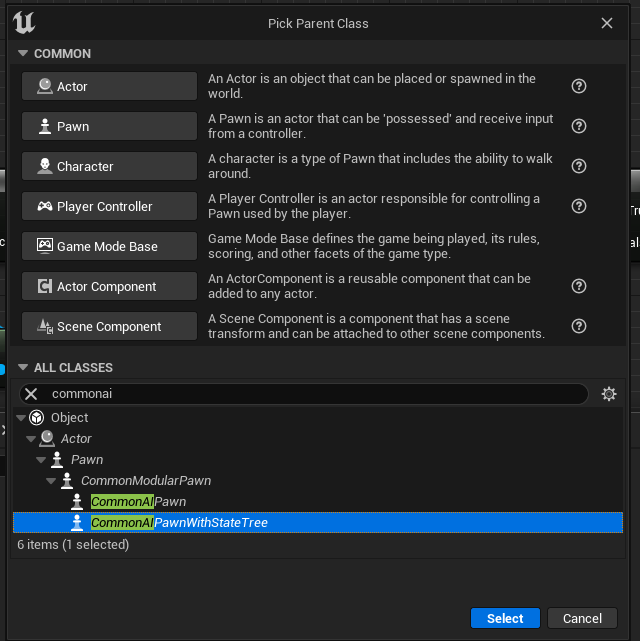 Pick Parent Class
COMMON
Actor
An Actor is an object that can be placed or spawned in the
world.
Pawn
A Pawn is an actor that can be 'possessed' and receive input
from a controller.
Character
A character is a type of Pawn that includes the ability to walk
around.
Player Controller
A Player Controller is an actor responsible for controlling a
Pawn used by the player.
Game Mode Base
Game Mode Base defines the game being played, its rules,
scoring, and other facets of the game type.
Actor Component
An ActorComponent is a reusable component that can be
added to any actor.
Scene Component
A Scene Component is a component that has a scene
transform and can be attached to other scene components.
ALL CLASSES
commonai
Object
Actor
Pawn
CommonModularPawn
CommonAIPawn
CommonAIPawnWithStateTree
6 items (1 selected)
Select
Cancel